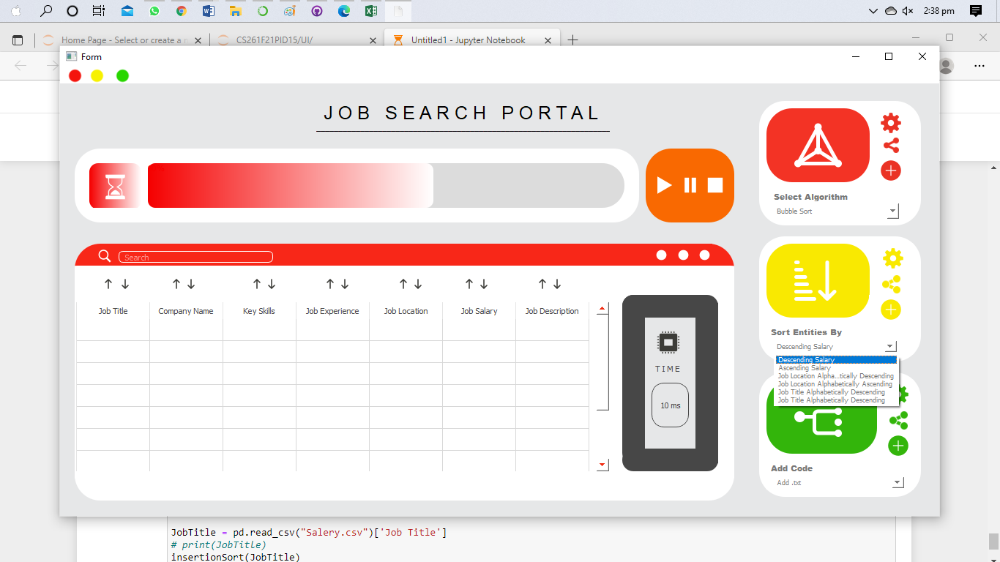 2:38 pm
Home Page - Select or create a n
CS261F21PID15/UI/
Untitled1 - Jupyter Notebook
Form
JOB SEARCH PORTAL
Select Algorithm
Bubble Sort
Search
Job Title Company Name Key Skills Job Experience Job Location Job Salary Job Description
TIME
10 ms
Sort Entities By
Descending Salary
Descending Salary
Ascending Salary
Job Location Alpha...tically Descending
Job Location Alphabetically Ascending
Job Title Alphabetically Descending
Job Title Alphabetically Descending
Add Code
Add .txt
JobTitle = pd.read_csv("Salery.csv")['Job Title']
# print(JobTitle)
insertionSort(JobTitle)